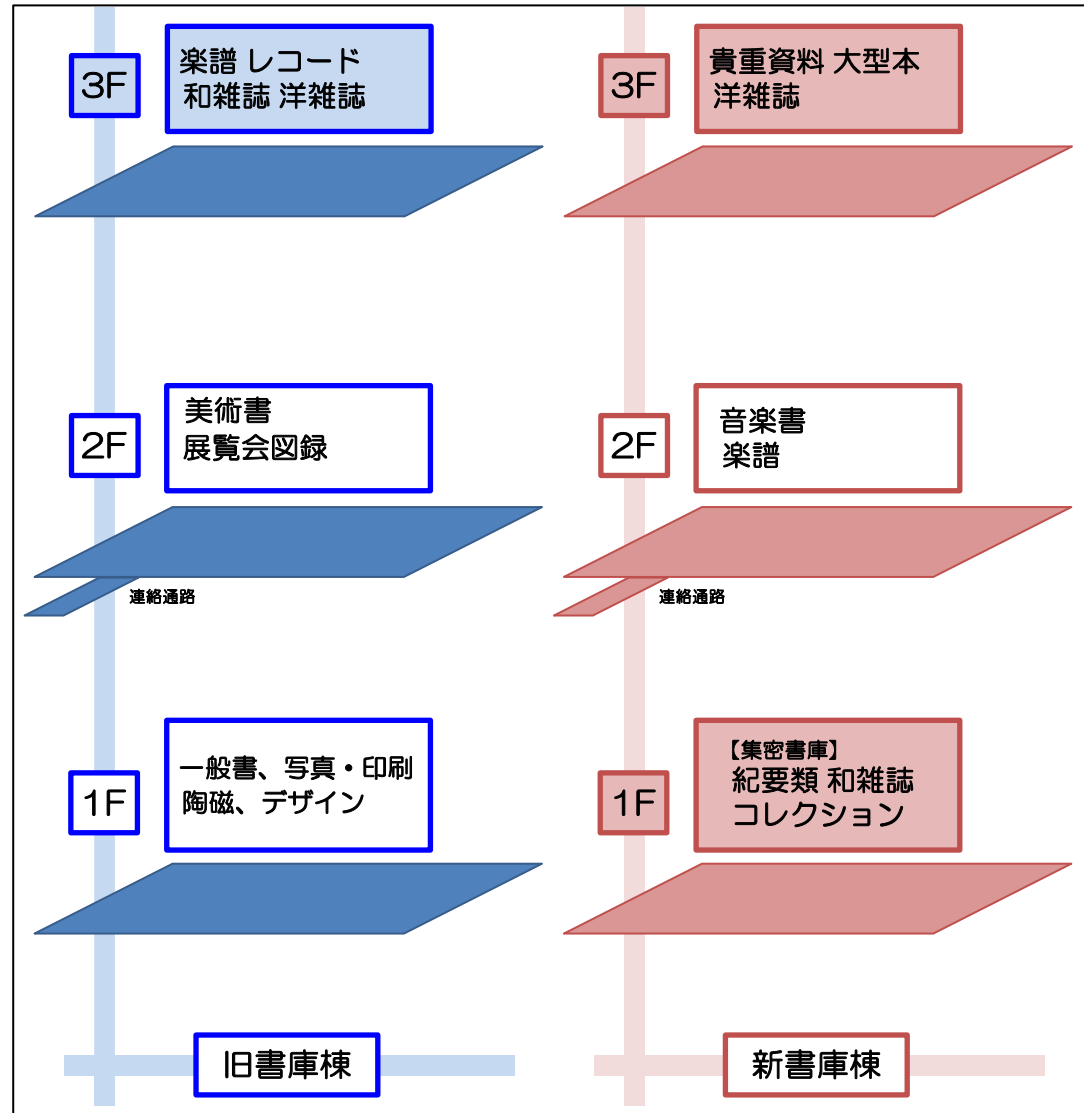 3F
楽譜 レコード
和雑誌 洋雑誌
2F
美術書
展覧会図録
連絡通路
1F
一般書、写真・印刷
陶磁、デザイン
旧書庫棟
3F
貴重資料 大型本
洋雑誌
2F
音楽書
楽譜
連絡通路
1F
【集密書庫】
紀要類 和雑誌
コレクション
新書庫棟